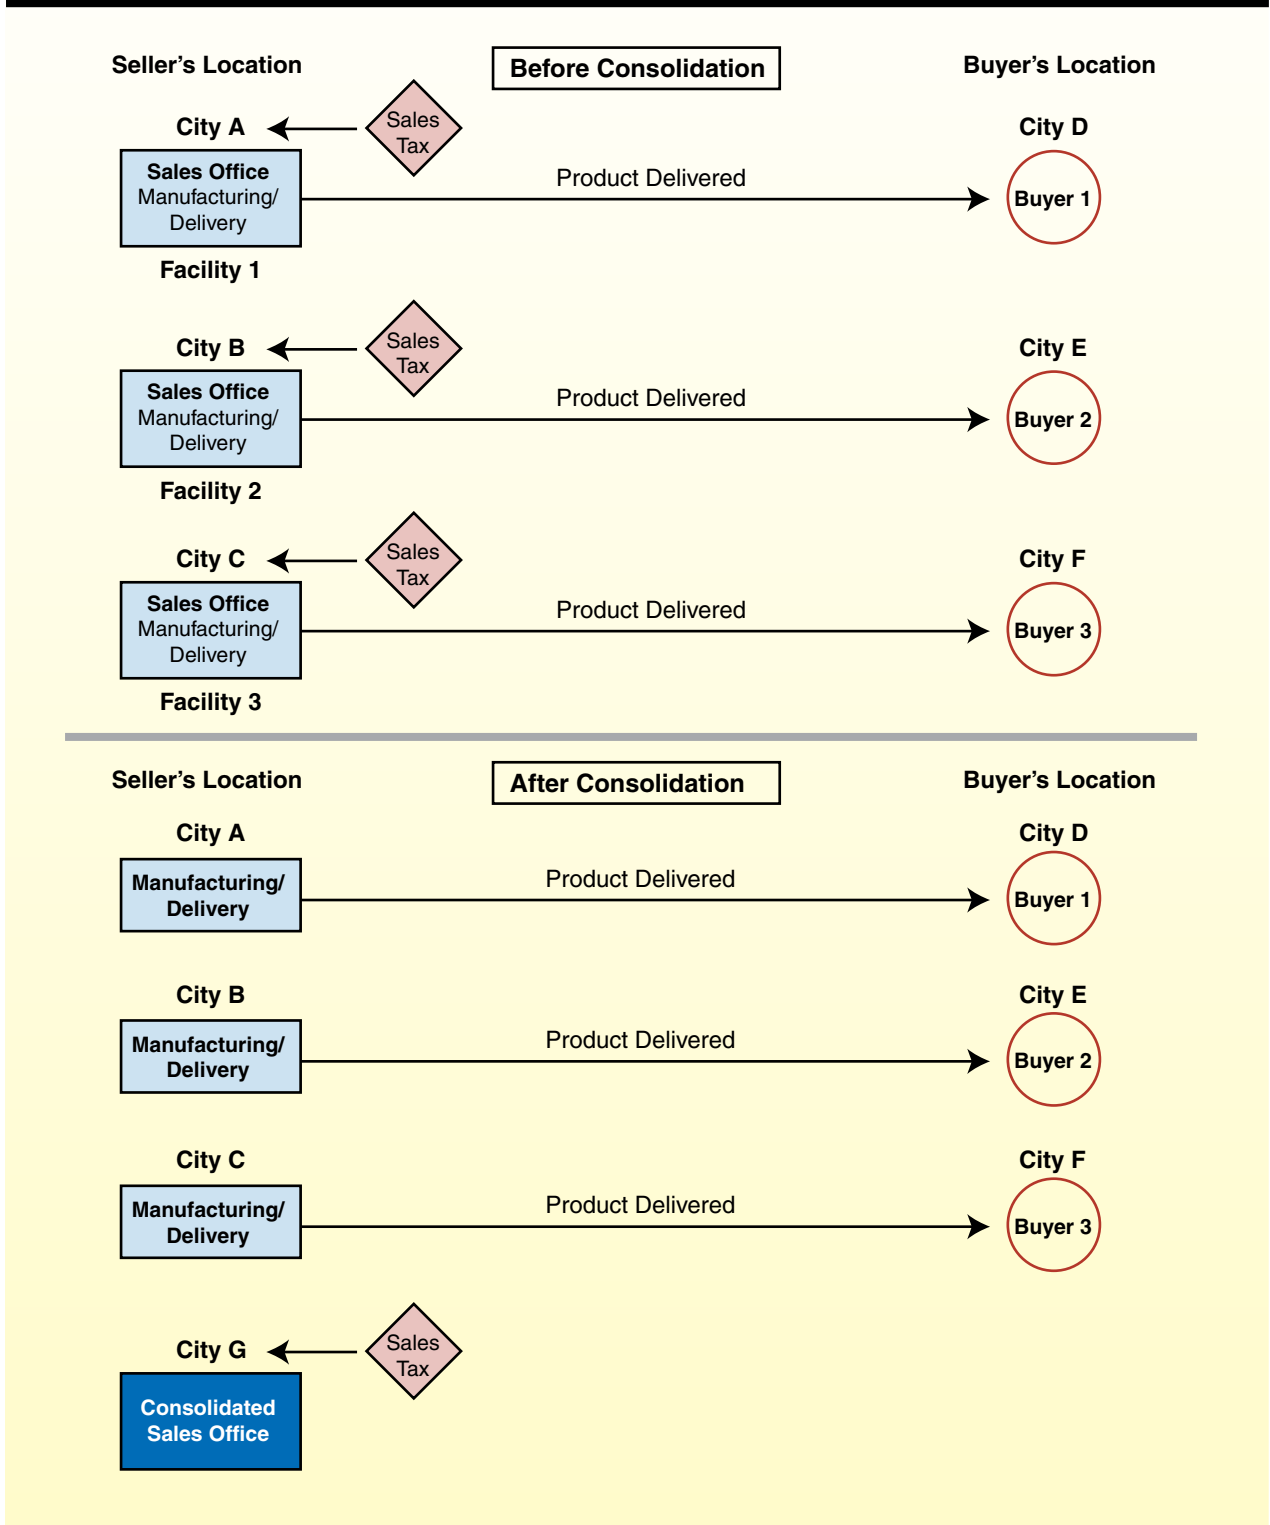 Seller’s Location
Before Consolidation
Buyer’s Location
City A
Sales
Tax
City D
Sales Office
Manufacturing/
Delivery
Product Delivered
Buyer 1
Facility 1
City B
Sales
Tax
City E
Sales Office
Manufacturing/
Delivery
Product Delivered
Buyer 2
Facility 2
City C
Sales
Tax
City F
Sales Office
Manufacturing/
Delivery
Product Delivered
Buyer 3
Facility 3
Seller’s Location
After Consolidation
Buyer’s Location
City A
City D
Manufacturing/
Delivery
Product Delivered
Buyer 1
City B
City E
Manufacturing/
Delivery
Product Delivered
Buyer 2
City C
City F
Manufacturing/
Delivery
Product Delivered
Buyer 3
City G
Sales
Tax
Consolidated
Sales Office